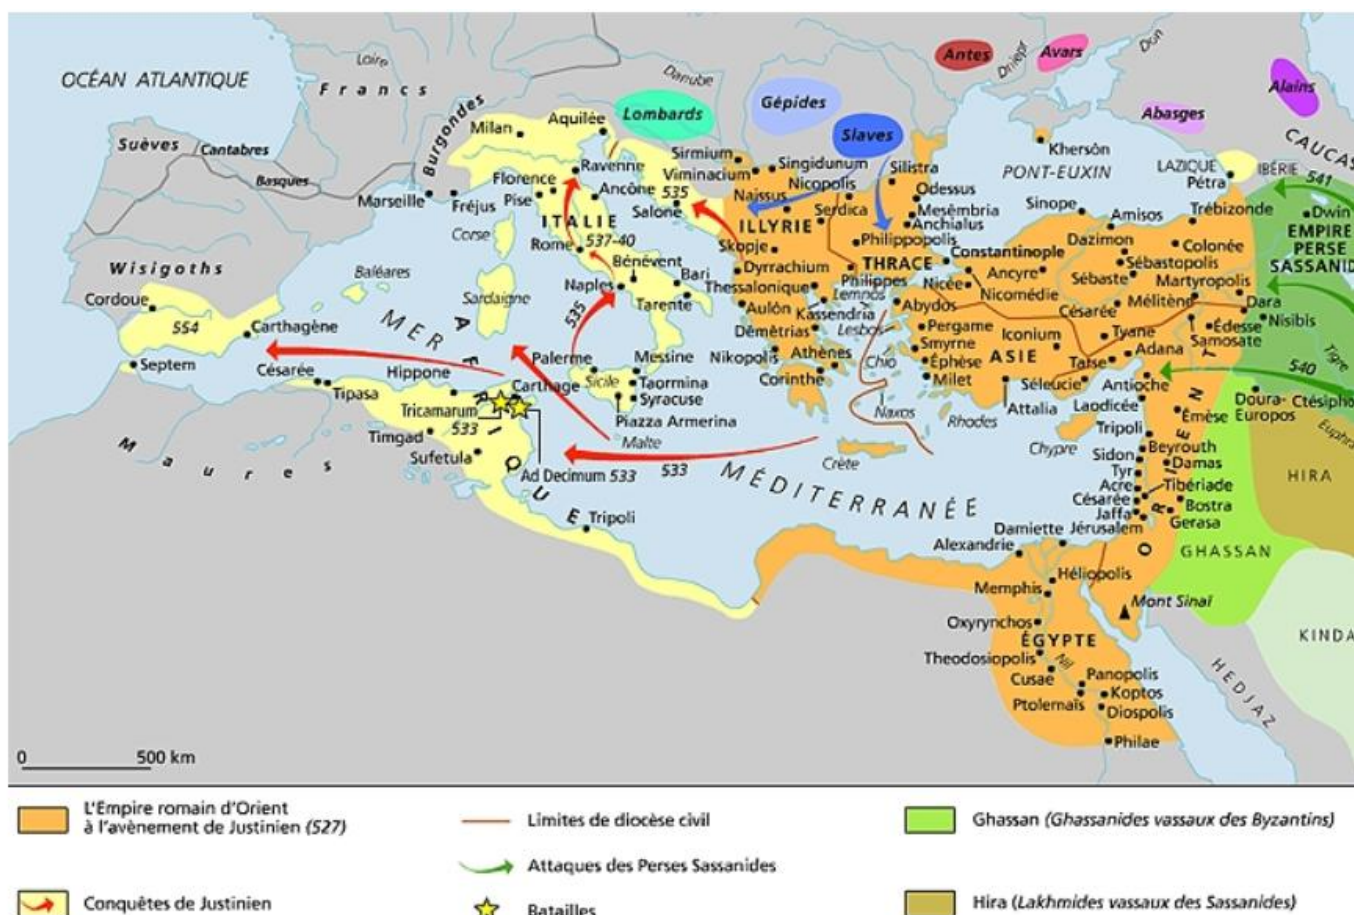 OCÉAN ATLANTIQUE
Loire
Francs
Burgondes
Suèves
Cantabres
Basques
Wisigoths
Cordoue
554
Carthagène
Septem
Marseille
Fréjus
Baléares
Corse
Sardaigne
MER
MÉDITERRANÉE
Milan
Aquilée
Ravenne
Florence
Pise
Ancône
ITALIE
Rome
537-40
Bénévent
Bari
Naples
Tarente
535
Palerme
Messine
Sicile
Taormina
Syracuse
Piazza Armerina
Malte
Césarée
Tipasa
Hippone
Carthage
Tricamarum
533
Timgad
Sufetula
Ad Decimum 533
533
AFRIQUE
Tripoli
Maures
Danube
Lombards
Gépides
Slaves
Antes
Dniepr
Avars
Don
Alains
Abasges
CAUCAS
Sirmium
Singidunum
Viminacium
Nicopolis
Silistra
Naissus
Odessus
535
Salone
Serdica
Mesêmbria
Anchialus
ILLYRIE
Skopje
Philippopolis
Constantinople
THRACE
Dyrrachium
Philippes
Thessalonique
Lemnos
Aulôn
Kassendria
Abydos
Lesbos
Dêmêtrias
Nikopolis
Athènes
Chio
Corinthe
Naxos
Crète
Rhodes
Khersôn
PONT-EUXIN
LAZIQUE
IBÉRIE
541
Pétra
Sinope
Amisos
Trébizonde
Dwin
EMPIRE
PERSE
SASSANID
Dazimon
Colonée
Sébastopolis
Nicée
Ancyre
Sébaste
Martyropolis
Nicomédie
Césarée
Mélitène
Dara
Nisibis
Pergame
Iconium
Tyane
Édesse
Samosate
Smyrne
ASIE
Adana
Éphèse
Tarse
Tigre
Milet
Séleucie
Antioche
540
Attalia
Laodicée
Doura-
Europos
Ctésipho
Émèse
Euphra
Chypre
Tripoli
Beyrouth
Sidon
Damas
Tyr
Acre
Tibériade
Césarée
Bostra
Jaffa
Gerasa
Jérusalem
ORIENT
HIRA
GHASSAN
KINDA
HEDJAZ
Damiette
Alexandrie
Héliopolis
Memphis
Mont Sinaï
Oxyrynchos
ÉGYPTE
Theodosiopolis
Nil
Cusae
Panopolis
Ptolemaïs
Koptos
Diospolis
Philae
0 500 km
L'Empire romain d'Orient
à l'avènement de Justinien (527)
Conquêtes de Justinien
Limites de diocèse civil
Attaques des Perses Sassanides
Batailles
Ghassan (Ghassanides vassaux des Byzantins)
Hira (Lakhmides vassaux des Sassanides)